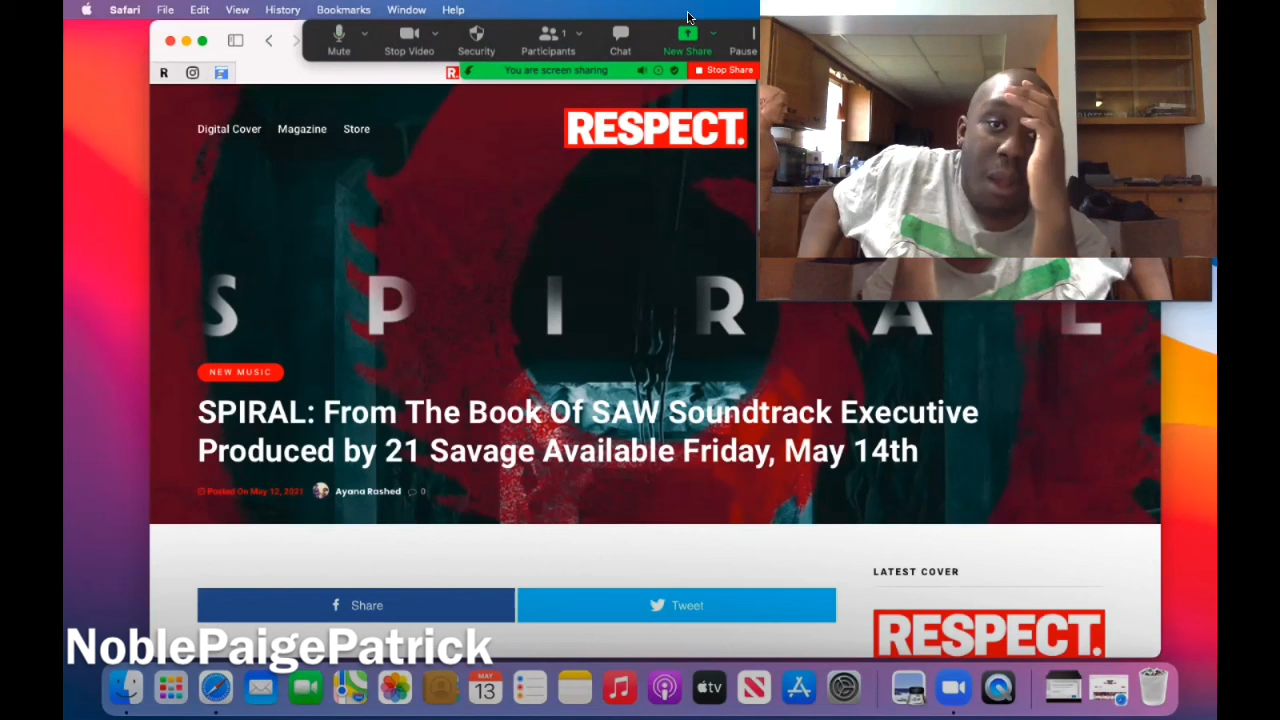 Safari File Edit View History Bookmarks Window Help
Mute Stop Video Security Participants 1 Chat New Share Pause
R R. You are screen sharing Stop Share
Digital Cover Magazine Store
RESPECT.
SPIRAL
NEW MUSIC
SPIRAL: From The Book Of SAW Soundtrack Executive
Produced by 21 Savage Available Friday, May 14th
Posted On May 12, 2021 Ayana Rashed 0
LATEST COVER
Share Tweet
RESPECT.
NoblePaigePatrick
MAY
13
tv